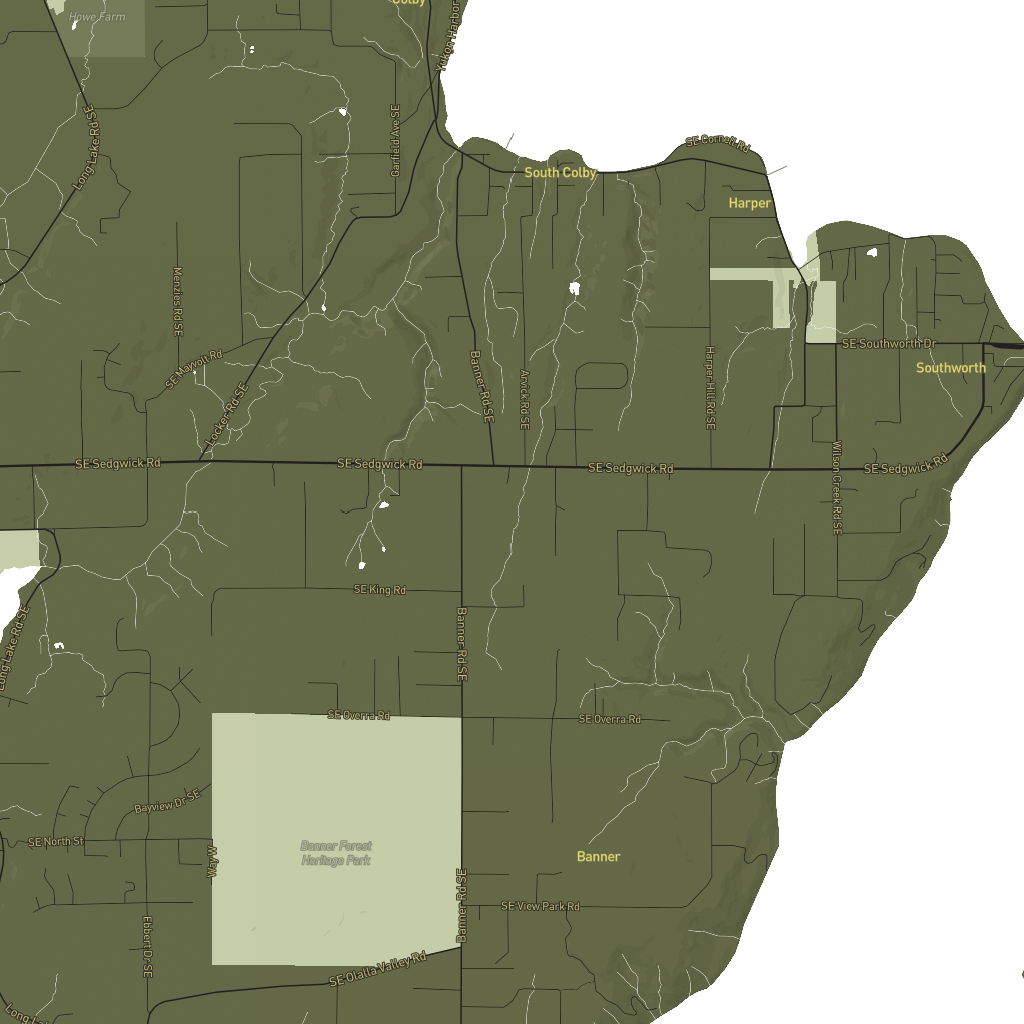 Howe Farm
Colby
Yukon Harbor
Long Lake Rd SE
Garfield Ave SE
SE Cornell Rd
South Colby
Harper
Menzies Rd SE
SE Southworth Dr
SE Mayvolt Rd
Southworth
Banner Rd SE
Arvick Rd SE
Harper Hill Rd SE
Locker Rd SE
SE Sedgwick Rd
SE Sedgwick Rd
SE Sedgwick Rd
SE Sedgwick Rd
Wilson Creek Rd SE
SE King Rd
Long Lake Rd SE
Banner Rd SE
SE Overra Rd
SE Overra Rd
Bayview Dr SE
SE North St
Way
Banner Forest
Heritage Park
Banner
Banner Rd SE
SE View Park Rd
Ebbert Dr SE
SE Olalla Valley Rd
Long Lak